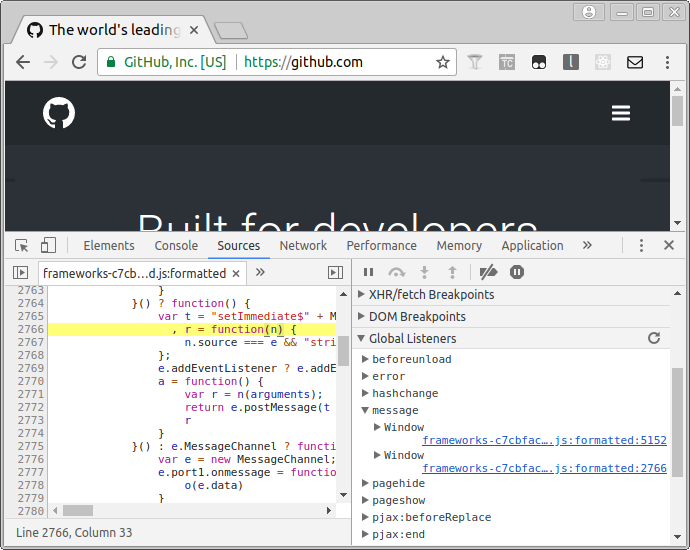 The world's leading
GitHub, Inc. [US] https://github.com
Built for developers
Elements Console Sources Network Performance Memory Application »
frameworks-c7cb…d.js:formatted × »
2763 }
2764 }() ? function() {
2765 var t = "setImmediate$" + M
2766 , r = function(n) {
2767 n.source === e && "stri
2768 };
2769 e.addEventListener ? e.addE
2770 a = function() {
2771 var r = n(arguments);
2772 return e.postMessage(t
2773 r
2774 }
2775 }() : e.MessageChannel ? function
2776 var e = new MessageChannel;
2777 e.port1.onmessage = function
2778 o(e.data)
2779 }
2780
Line 2766, Column 33
XHR/fetch Breakpoints
DOM Breakpoints
Global Listeners
beforeunload
error
hashchange
message
Window
frameworks-c7cbfac….js:formatted:5152
Window
frameworks-c7cbfac….js:formatted:2766
pagehide
pageshow
pjax:beforeReplace
pjax:end